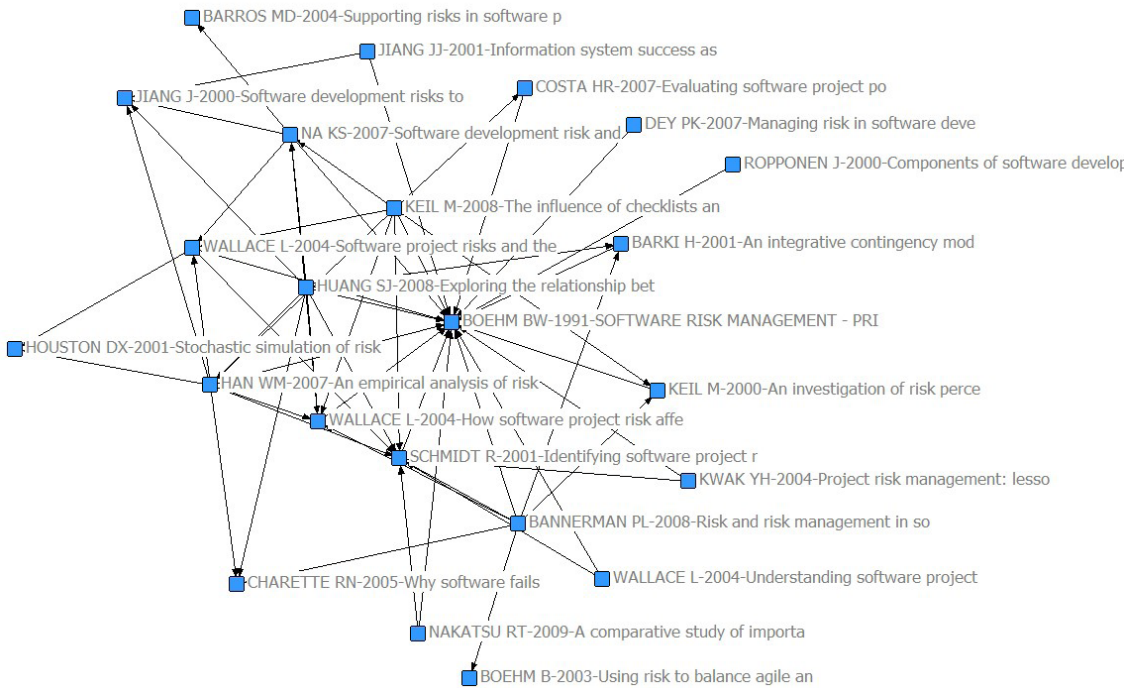 BARROS MD-2004-Supporting risks in software p
JIANG JJ-2001-Information system success as
COSTA HR-2007-Evaluating software project po
JIANG J-2000-Software development risks to
DEY PK-2007-Managing risk in software deve
NA KS-2007-Software development risk and
ROPPONEN J-2000-Components of software develop
KEIL M-2008-The influence of checklists an
BARKI H-2001-An integrative contingency mod
WALLACE L-2004-Software project risks and the
HUANG SJ-2008-Exploring the relationship bet
BOEHM BW-1991-SOFTWARE RISK MANAGEMENT - PRI
HOUSTON DX-2001-Stochastic simulation of risk
HAN WM-2007-An empirical analysis of risk
KEIL M-2000-An investigation of risk perce
WALLACE L-2004-How software project risk affe
SCHMIDT R-2001-Identifying software project r
KWAK YH-2004-Project risk management: lesso
BANNERMAN PL-2008-Risk and risk management in so
WALLACE L-2004-Understanding software project
CHARETTE RN-2005-Why software fails
NAKATSU RT-2009-A comparative study of importa
BOEHM B-2003-Using risk to balance agile an